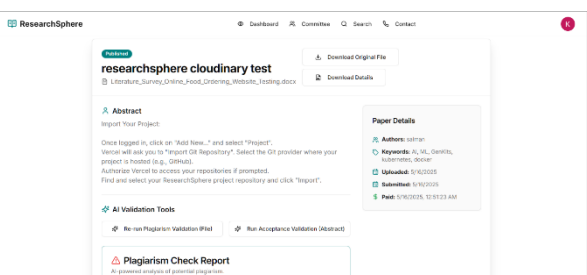 ResearchSphere
Dashboard
Committee
Search
Contact
K
Published
researchsphere cloudinary test
Literature_Survey_Online_Food_Ordering_Website_Testing.docx
Download Original File
Download Details
Abstract
Import Your Project:
Once logged in, click on "Add New..." and select "Project".
Vercel will ask you to "Import Git Repository". Select the Git provider where your
project is hosted (e.g., GitHub).
Authorize Vercel to access your repositories if prompted.
Find and select your ResearchSphere project repository and click "Import".
AI Validation Tools
Re-run Plagiarism Validation (File)
Run Acceptance Validation (Abstract)
Plagiarism Check Report
AI-powered analysis of potential plagiarism.
Paper Details
Authors: salman
Keywords: AI, ML, GenKits,
kubernetes, docker
Uploaded: 5/16/2025
Submitted: 5/16/2025
Paid: 5/16/2025, 12:51:23 AM